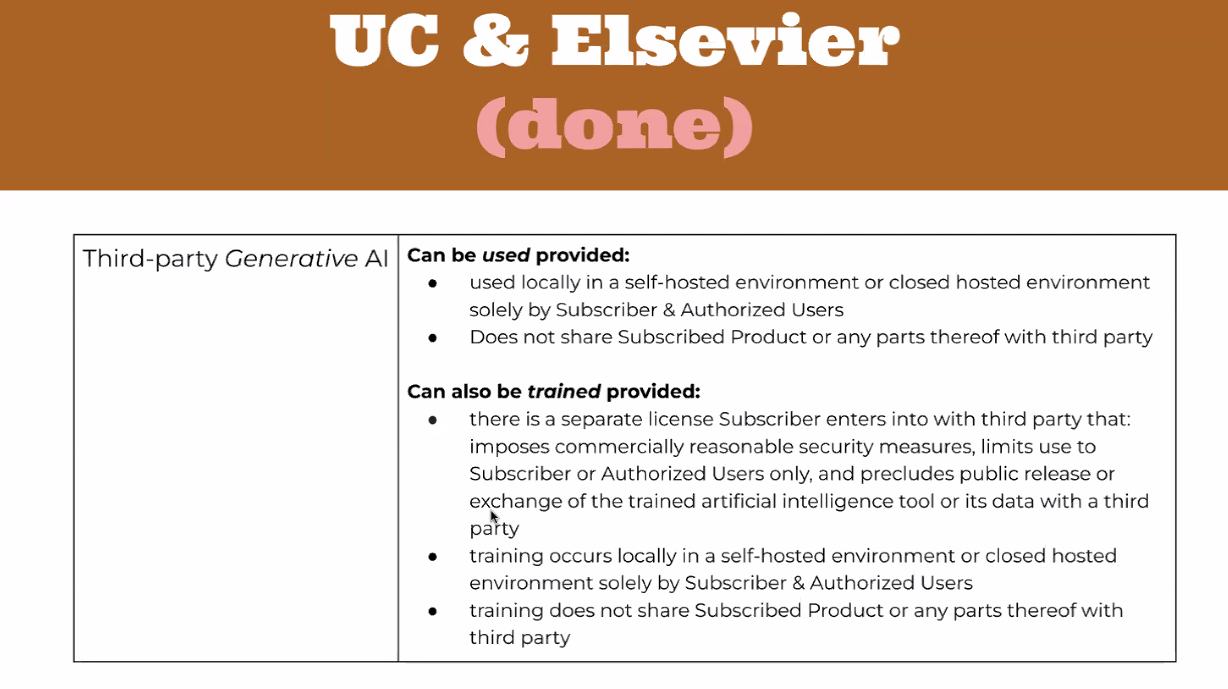 UC & Elsevier
(done)
Third-party Generative AI
Can be used provided:
● used locally in a self-hosted environment or closed hosted environment
solely by Subscriber & Authorized Users
● Does not share Subscribed Product or any parts thereof with third party
Can also be trained provided:
● there is a separate license Subscriber enters into with third party that:
imposes commercially reasonable security measures, limits use to
Subscriber or Authorized Users only, and precludes public release or
exchange of the trained artificial intelligence tool or its data with a third
party
● training occurs locally in a self-hosted environment or closed hosted
environment solely by Subscriber & Authorized Users
● training does not share Subscribed Product or any parts thereof with
third party